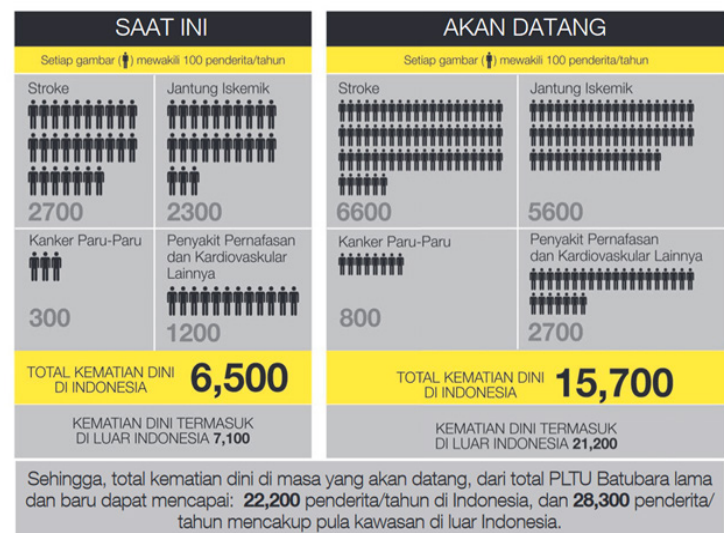 SAAT INI
Setiap gambar ( ) mewakili 100 penderita/tahun
Stroke
2700
Jantung Iskemik
2300
Kanker Paru-Paru
300
Penyakit Pernafasan
dan Kardiovaskular
Lainnya
1200
TOTAL KEMATIAN DINI
DI INDONESIA
6,500
KEMATIAN DINI TERMASUK
DI LUAR INDONESIA 7,100
AKAN DATANG
Setiap gambar ( ) mewakili 100 penderita/tahun
Stroke
6600
Jantung Iskemik
5600
Kanker Paru-Paru
800
Penyakit Pernafasan
dan Kardiovaskular Lainnya
2700
TOTAL KEMATIAN DINI
DI INDONESIA
15,700
KEMATIAN DINI TERMASUK
DI LUAR INDONESIA 21,200
Sehingga, total kematian dini di masa yang akan datang, dari total PLTU Batubara lama
dan baru dapat mencapai: 22,200 penderita/tahun di Indonesia, dan 28,300 penderita/
tahun mencakup pula kawasan di luar Indonesia.